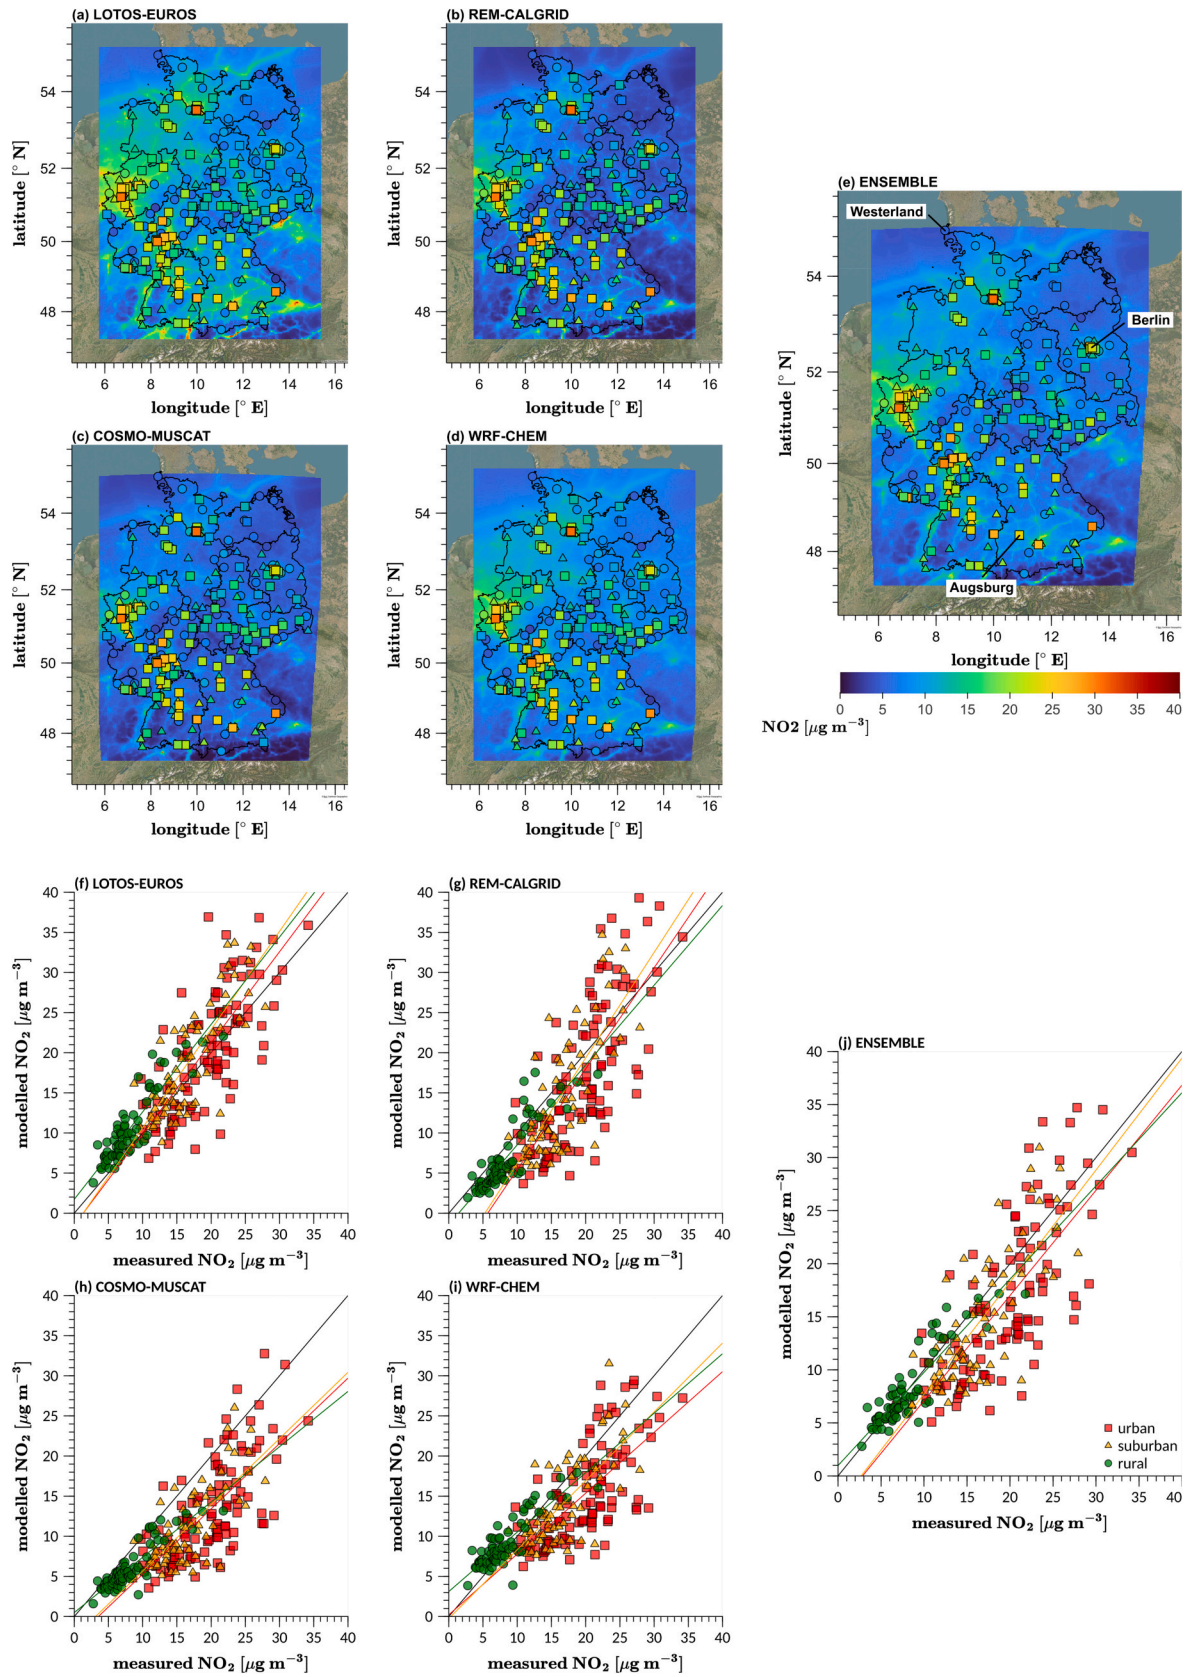 (a) LOTOS-EUROS
(b) REM-CALGRID
54
52
50
48
latitude [° N]
6 8 10 12 14 16
longitude [° E]
54
52
50
48
latitude [° N]
6 8 10 12 14 16
longitude [° E]
(e) ENSEMBLE
Westerland
Berlin
Augsburg
54
52
50
48
latitude [° N]
6 8 10 12 14 16
longitude [° E]
0 5 10 15 20 25 30 35 40
NO2 [μg m−3]
(c) COSMO-MUSCAT
(d) WRF-CHEM
54
52
50
48
latitude [° N]
6 8 10 12 14 16
longitude [° E]
54
52
50
48
latitude [° N]
6 8 10 12 14 16
longitude [° E]
(f) LOTOS-EUROS
40
35
30
25
20
15
10
5
0
modelled NO2 [μg m−3]
0 5 10 15 20 25 30 35 40
measured NO2 [μg m−3]
(g) REM-CALGRID
40
35
30
25
20
15
10
5
0
modelled NO2 [μg m−3]
0 5 10 15 20 25 30 35 40
measured NO2 [μg m−3]
(h) COSMO-MUSCAT
40
35
30
25
20
15
10
5
0
modelled NO2 [μg m−3]
0 5 10 15 20 25 30 35 40
measured NO2 [μg m−3]
(i) WRF-CHEM
40
35
30
25
20
15
10
5
0
modelled NO2 [μg m−3]
0 5 10 15 20 25 30 35 40
measured NO2 [μg m−3]
(j) ENSEMBLE
40
35
30
25
20
15
10
5
0
modelled NO2 [μg m−3]
urban
suburban
rural
0 5 10 15 20 25 30 35 40
measured NO2 [μg m−3]